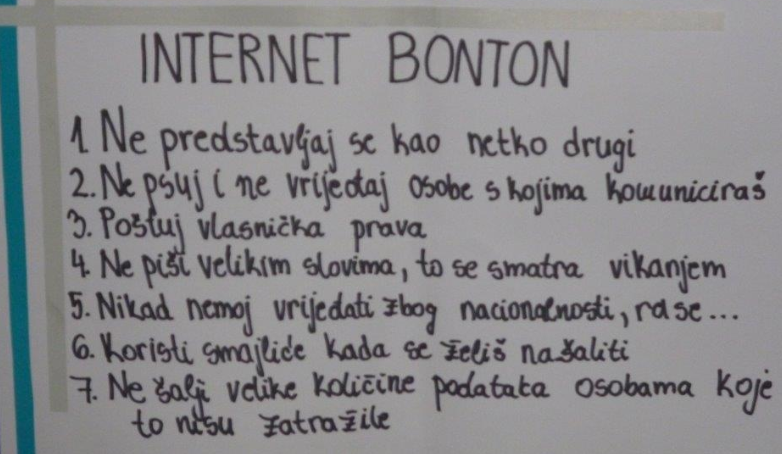 INTERNET BONTON
1 Ne predstavljaj se kao netko drugi
2. Ne psuj i ne vrijeđaj osobe s kojima komuniciraš
3. Poštuj vlasnička prava
4. Ne piši velikim slovima, to se smatra vikanjem
5. Nikad nemoj vrijeđati zbog nacionalnosti, rase...
6. Koristi smajliće kada se želiš našaliti
7. Ne šalji velike količine podataka osobama koje
to nisu zatražile